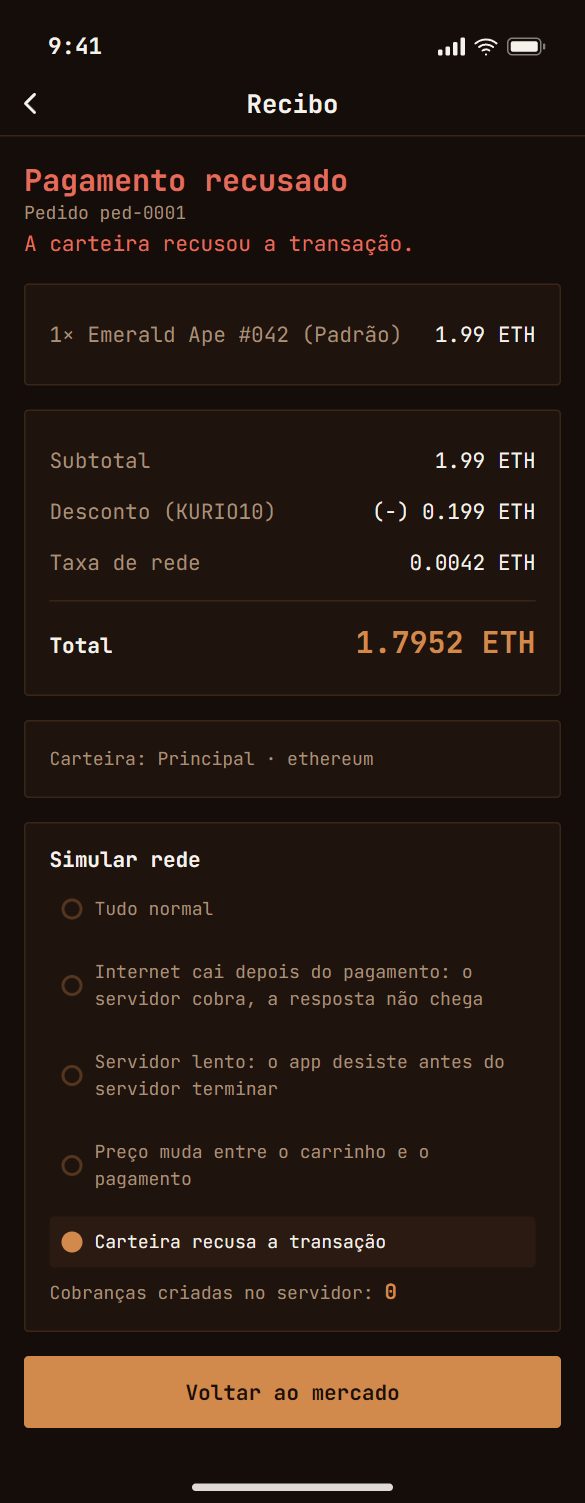 9:41
Recibo
Pagamento recusado
Pedido ped-0001
A carteira recusou a transação.
1× Emerald Ape #042 (Padrão) 1.99 ETH
Subtotal 1.99 ETH
Desconto (KURIO10) (-) 0.199 ETH
Taxa de rede 0.0042 ETH
Total 1.7952 ETH
Carteira: Principal · ethereum
Simular rede
Tudo normal
Internet cai depois do pagamento: o
servidor cobra, a resposta não chega
Servidor lento: o app desiste antes do
servidor terminar
Preço muda entre o carrinho e o
pagamento
Carteira recusa a transação
Cobranças criadas no servidor: 0
Voltar ao mercado